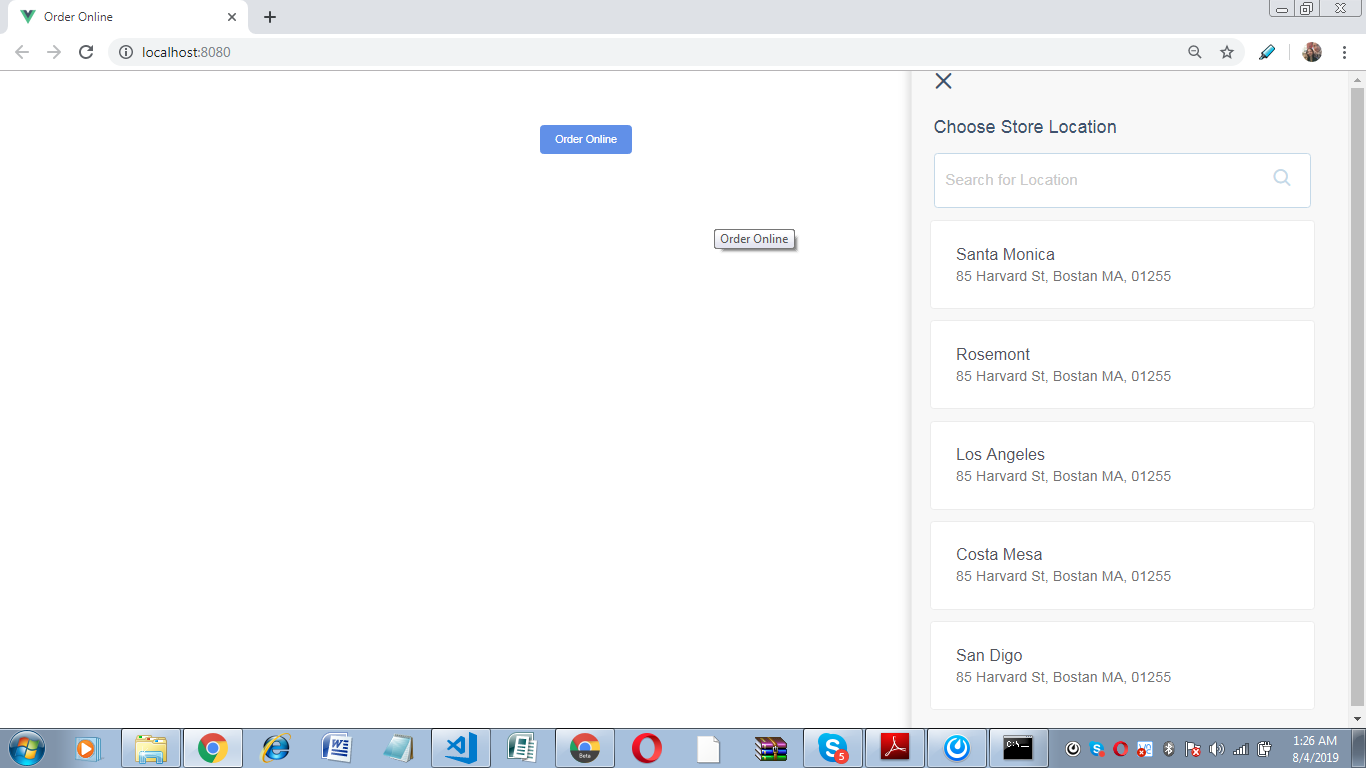 Order Online
localhost:8080
Order Online
Order Online
Choose Store Location
Search for Location
Santa Monica
85 Harvard St, Bostan MA, 01255
Rosemont
85 Harvard St, Bostan MA, 01255
Los Angeles
85 Harvard St, Bostan MA, 01255
Costa Mesa
85 Harvard St, Bostan MA, 01255
San Digo
85 Harvard St, Bostan MA, 01255
Beta
5
C:\
1:26 AM
8/4/2019